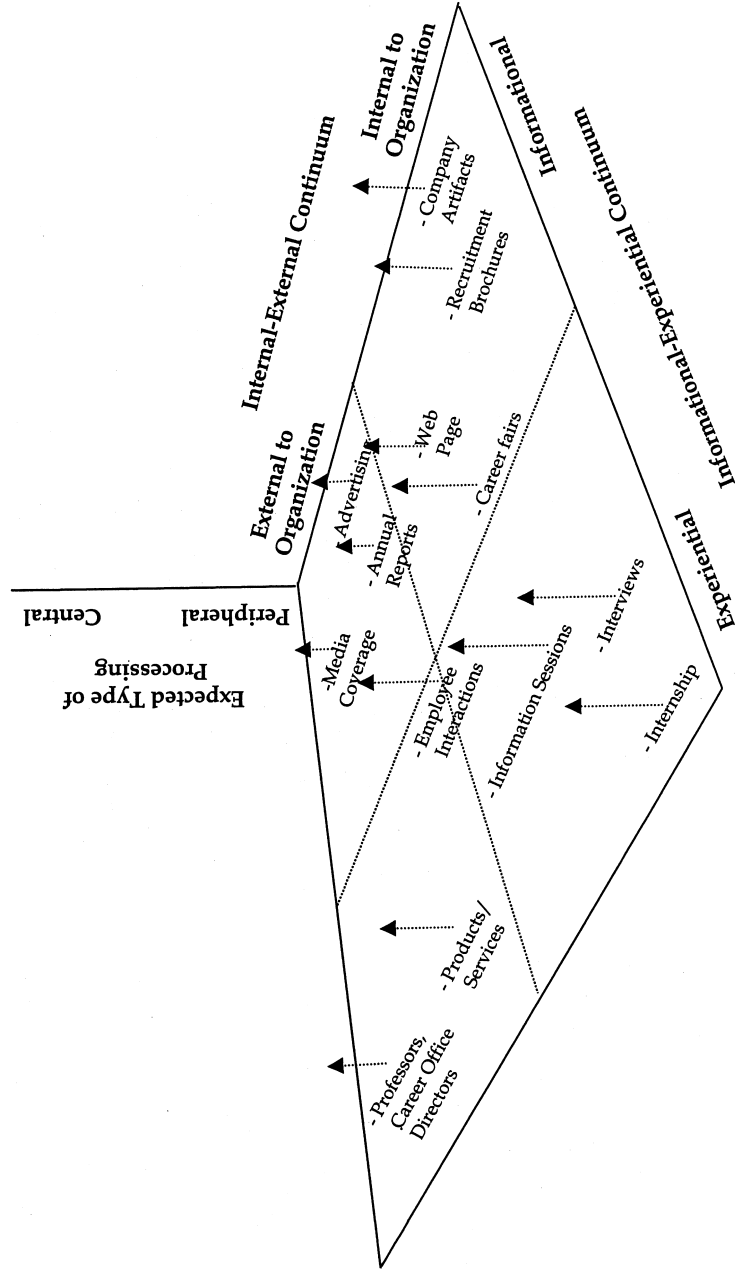 Internal-External Continuum
Internal to
Organization
External to
Organization
Informational-Experiential Continuum
Informational
Experiential
Expected Type of
Processing
Central
Peripheral
- Company
Artifacts
- Recruitment
Brochures
- Web
Page
- Career fairs
- Advertising
- Annual
Reports
-Media
Coverage
- Employee
Interactions
- Information Sessions
- Interviews
- Internship
- Products/
Services
- Professors,
Career Office
Directors